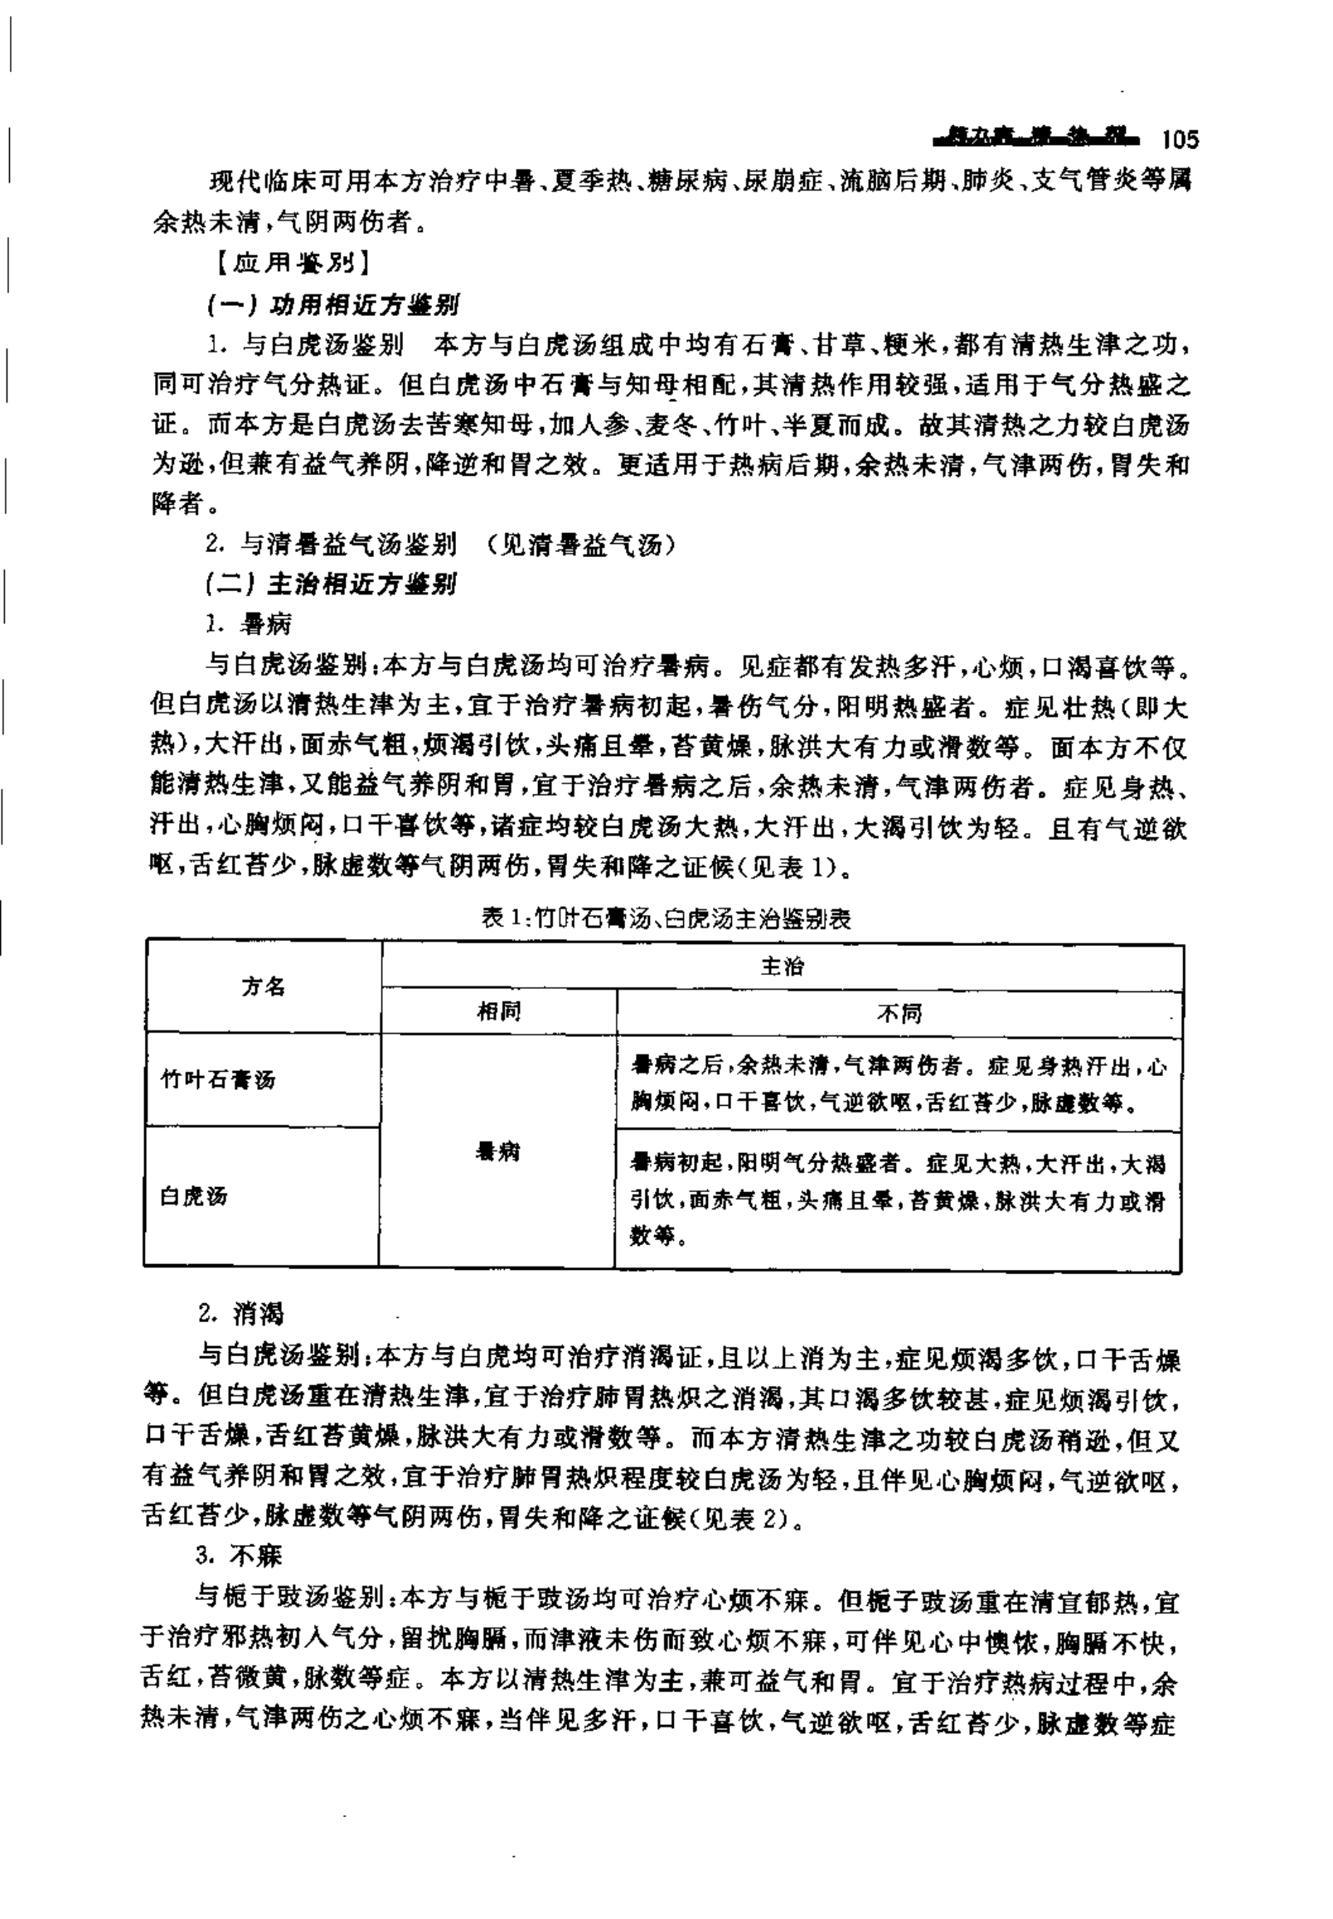 第九章 清热剂 105
现代临床可用本方治疗中暑、夏季热、糖尿病、尿崩症、流脑后期、肺炎、支气管炎等属
余热未清,气阴两伤者。
【应用鉴别】
(一)功用相近方鉴别
1. 与白虎汤鉴别 本方与白虎汤组成中均有石膏、甘草、粳米,都有清热生津之功,
同可治疗气分热证。但白虎汤中石膏与知母相配,其清热作用较强,适用于气分热盛之
证。而本方是白虎汤去苦寒知母,加人参、麦冬、竹叶、半夏而成。故其清热之力较白虎汤
为逊,但兼有益气养阴,降逆和胃之效。更适用于热病后期,余热未清,气津两伤,胃失和
降者。
2. 与清暑益气汤鉴别 (见清暑益气汤)
(二)主治相近方鉴别
1. 暑病
与白虎汤鉴别:本方与白虎汤均可治疗暑病。见症都有发热多汗,心烦,口渴喜饮等。
但白虎汤以清热生津为主,宜于治疗暑病初起,暑伤气分,阳明热盛者。症见壮热(即大
热),大汗出,面赤气粗,烦渴引饮,头痛且晕,苔黄燥,脉洪大有力或滑数等。面本方不仅
能清热生津,又能益气养阴和胃,宜于治疗暑病之后,余热未清,气津两伤者。症见身热、
汗出,心胸烦闷,口干喜饮等,诸症均较白虎汤大热,大汗出,大渴引饮为轻。且有气逆欲
呕,舌红苔少,脉虚数等气阴两伤,胃失和降之证候(见表1)。
表1:竹叶石膏汤、白虎汤主治鉴别表
方名 主治
相同 不同
竹叶石膏汤 暑病之后,余热未清,气津两伤者。症见身热汗出,心
胸烦闷,口干喜饮,气逆欲呕,舌红苔少,脉虚数等。
暑病
白虎汤 暑病初起,阳明气分热盛者。症见大热,大汗出,大渴
引饮,面赤气粗,头痛且晕,苔黄燥,脉洪大有力或滑
数等。
2. 消渴
与白虎汤鉴别:本方与白虎均可治疗消渴证,且以上消为主,症见烦渴多饮,口干舌燥
等。但白虎汤重在清热生津,宜于治疗肺胃热炽之消渴,其口渴多饮较甚,症见烦渴引饮,
口干舌燥,舌红苔黄燥,脉洪大有力或滑数等。而本方清热生津之功较白虎汤稍逊,但又
有益气养阴和胃之效,宜于治疗肺胃热炽程度较白虎汤为轻,且伴见心胸烦闷,气逆欲呕,
舌红苔少,脉虚数等气阴两伤,胃失和降之证候(见表2)。
3. 不寐
与栀于豉汤鉴别:本方与栀于豉汤均可治疗心烦不寐。但栀子豉汤重在清宣郁热,宜
于治疗邪热初人气分,留扰胸膈,而津液未伤而致心烦不寐,可伴见心中懊侬,胸膈不快,
舌红,苔微黄,脉数等症。本方以清热生津为主,兼可益气和胃。宜于治疗热病过程中,余
热未清,气津两伤之心烦不寐,当伴见多汗,口干喜饮,气逆欲呕,舌红苔少,脉虚数等症